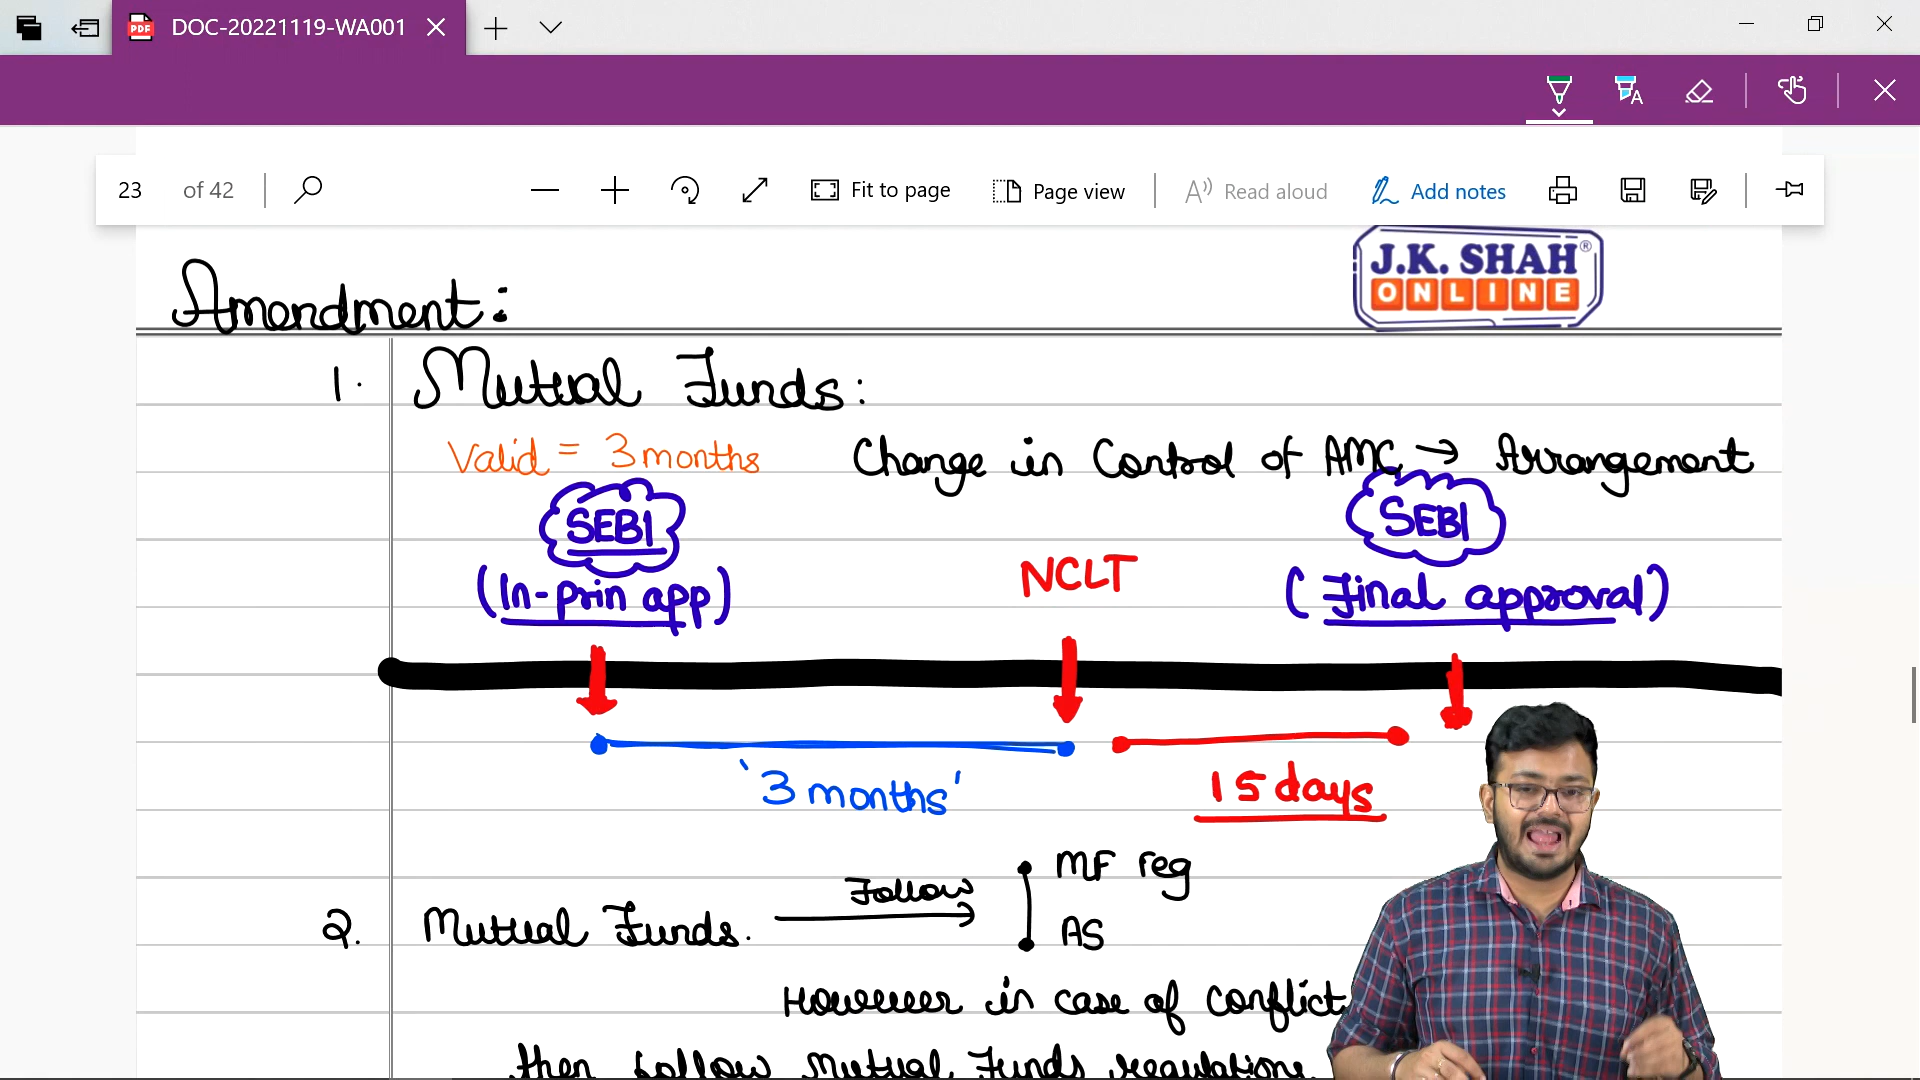 DOC-20221119-WA001
23 of 42
Fit to page
Page view
Read aloud
Add notes
J.K. SHAH®
ONLINE
Amendment:
1. Mutual Funds:
Valid = 3 months
Change in Control of AMC → Arrangement
SEBI
SEBI
(In-prin app)
NCLT
(Final approval)
'3 months'
15 days
2. Mutual Funds.
Follow
MF reg
AS
However in case of conflict
then follow Mutual Funds regulations